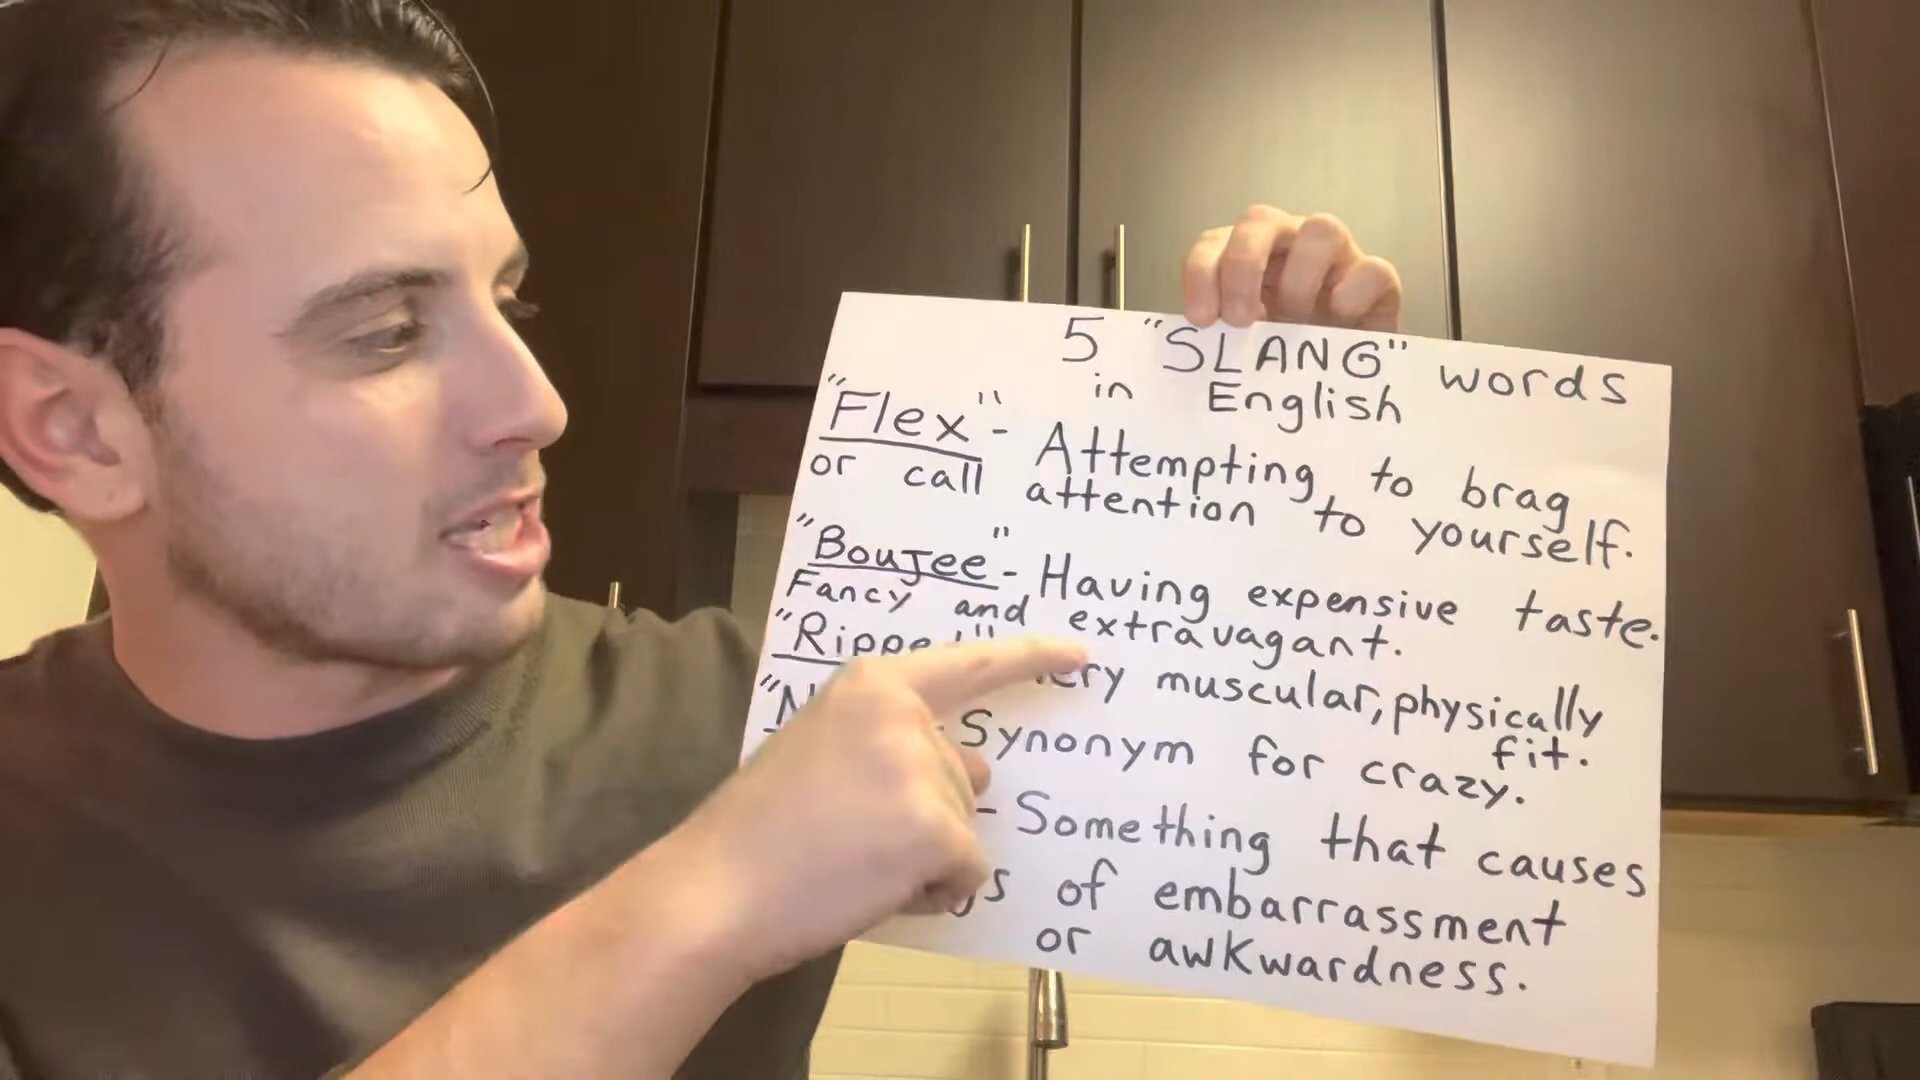 5 "SLANG" words
in English
"Flex" - Attempting to brag
or call attention to yourself.
"Boujee" - Having expensive taste.
Fancy and extravagant.
"Ripped" very muscular, physically
fit.
- Synonym for crazy.
- Something that causes
of embarrassment
or awkwardness.